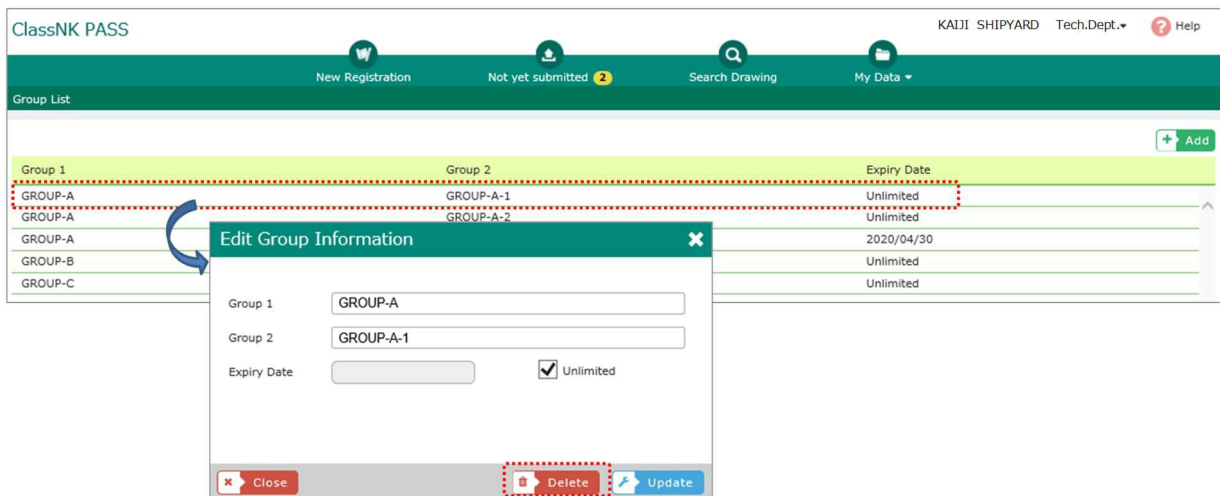 ClassNK PASS
KAIJI SHIPYARD Tech.Dept.
Help
New Registration
Not yet submitted 2
Search Drawing
My Data
Group List
Add
Group 1 Group 2 Expiry Date
GROUP-A GROUP-A-1 Unlimited
GROUP-A GROUP-A-2 Unlimited
GROUP-A 2020/04/30
GROUP-B Unlimited
GROUP-C Unlimited
Edit Group Information
Group 1 GROUP-A
Group 2 GROUP-A-1
Expiry Date Unlimited
Close Delete Update